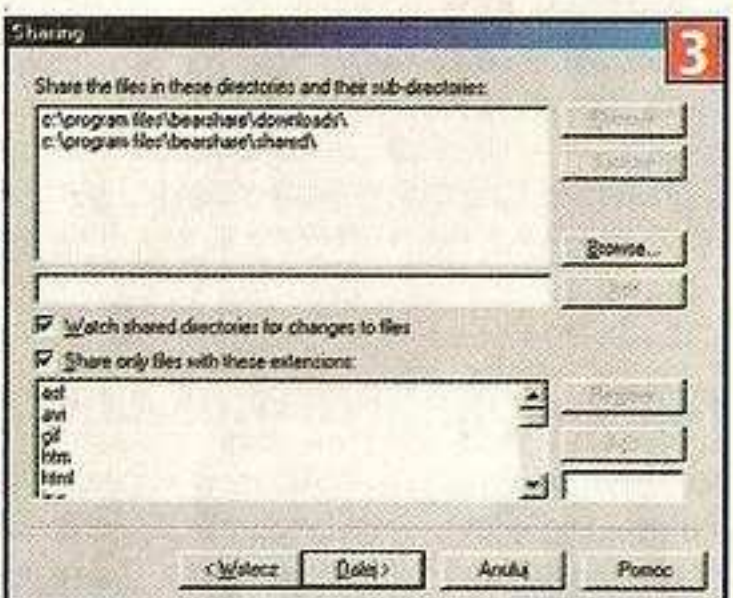 Sharing
3
Share the files in these directories and their sub-directories:
c:\program files\bearshare\downloads\
c:\program files\bearshare\shared\
Browse...
Watch shared directories for changes to files
Share only files with these extensions:
asf
avi
gif
htm
html
< Wstecz
Dalej >
Anuluj
Pomoc